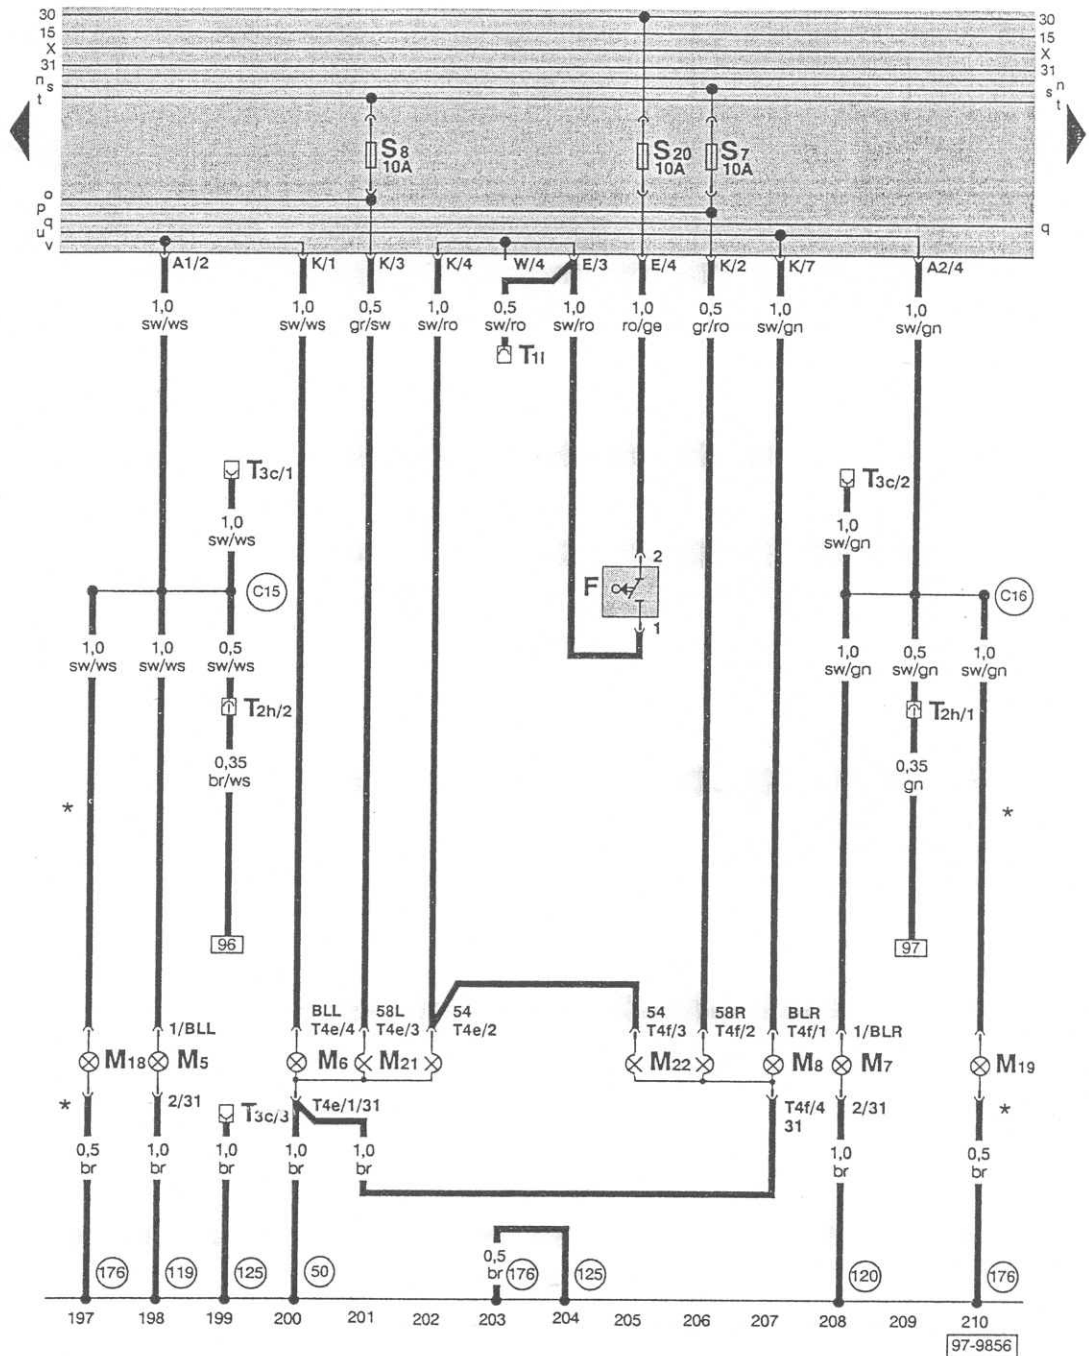 30 30
15 15
X X
31 31
n n
s s
t t
S8 S20 S7
10A 10A 10A
o
p
q q
u
v
A1/2 K/1 K/3 K/4 W/4 E/3 E/4 K/2 K/7 A2/4
1,0 1,0 0,5 1,0 0,5 1,0 1,0 0,5 1,0 1,0
sw/ws sw/ws gr/sw sw/ro sw/ro sw/ro ro/ge gr/ro sw/gn sw/gn
T1i
T3c/1 T3c/2
1,0 1,0
sw/ws sw/gn
2
C15 F C16
1
1,0 1,0 0,5 1,0 0,5 1,0
sw/ws sw/ws sw/ws sw/gn sw/gn sw/gn
T2h/2 T2h/1
0,35 0,35
br/ws gn
* *
96 97
BLL 58L 54 54 58R BLR
1/BLL T4e/4 T4e/3 T4e/2 T4f/3 T4f/2 T4f/1 1/BLR
M18 M5 M6 M21 M22 M8 M7 M19
* 2/31 T3c/3 T4e/1/31 T4f/4 2/31 *
31
0,5 1,0 1,0 1,0 1,0 1,0 0,5
br br br br br br br
0,5
br
176 119 125 50 176 125 120 176
197 198 199 200 201 202 203 204 205 206 207 208 209 210
97-9856